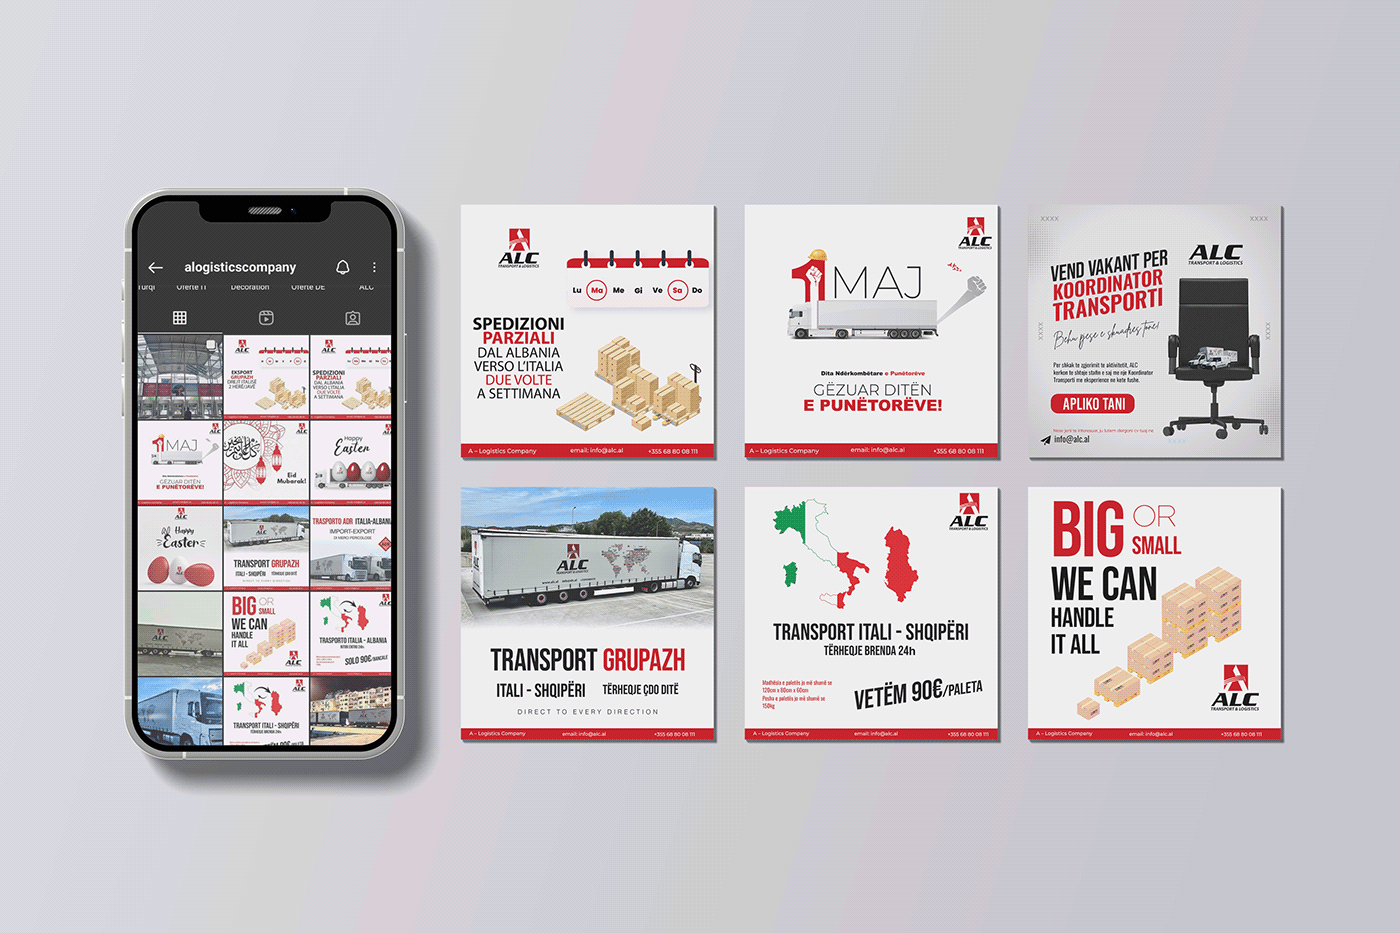 alogisticscompany
Turqi Oferte IT Decoration Oferte DE ALC
EKSPORT
GRUPAZH
SPEDIZIONI
PARZIALI
DAL ALBANIA
VERSO L'ITALIA
DUE VOLTE
A SETTIMANA
1 MAJ
GËZUAR DITËN
E PUNËTORËVE!
Eid
Mubarak!
Happy
Easter
Happy
Easter
TRANSPORT GRUPAZH
ITALI - SHQIPËRI TËRHEQJE ÇDO DITË
DIRECT TO EVERY DIRECTION
TRASPORTO ADR ITALIA-ALBANIA
IMPORT-EXPORT
DI MERCI PERICOLOSE
BIG OR
SMALL
WE CAN
HANDLE
IT ALL
ALC
TRASPORTO ITALIA - ALBANIA
SOLO 90€/BANCALE
TRANSPORT ITALI - SHQIPËRI
TËRHEQJE BRENDA 24h
ALC
TRANSPORT & LOGISTICS
Lu Ma Me Gi Ve Sa Do
SPEDIZIONI
PARZIALI
DAL ALBANIA
VERSO L'ITALIA
DUE VOLTE
A SETTIMANA
A - Logistics Company email: info@alc.al +355 68 80 08 111
ALC
TRANSPORT & LOGISTICS
1 MAJ
Dita Ndërkombëtare e Punëtorëve
GËZUAR DITËN
E PUNËTORËVE!
A - Logistics Company email: info@alc.al +355 68 80 08 111
XXXX XXXX
VEND VAKANT PER
KOORDINATOR
TRANSPORTI
ALC
TRANSPORT & LOGISTICS
Behu pjese e skuadres tone!
Per shkak te zgjerimit te aktivitetit, ALC
kerkon te shtoje stafin e saj me nje Koordinator
Transporti me eksperience ne kete fushe.
APLIKO TANI
info@alc.al
XXXX
XXXX
ALC
TRANSPORT GRUPAZH
ITALI - SHQIPËRI TËRHEQJE ÇDO DITË
DIRECT TO EVERY DIRECTION
A - Logistics Company email: info@alc.al +355 68 80 08 111
ALC
TRANSPORT & LOGISTICS
TRANSPORT ITALI - SHQIPËRI
TËRHEQJE BRENDA 24h
Madhësia e paletës jo më shumë se
120cm x 80cm x 60cm
Pesha e paletës jo më shumë se
150kg
VETËM 90€/PALETA
A - Logistics Company email: info@alc.al +355 68 80 08 111
BIG OR
SMALL
WE CAN
HANDLE
IT ALL
ALC
TRANSPORT & LOGISTICS
A - Logistics Company email: info@alc.al +355 68 80 08 111